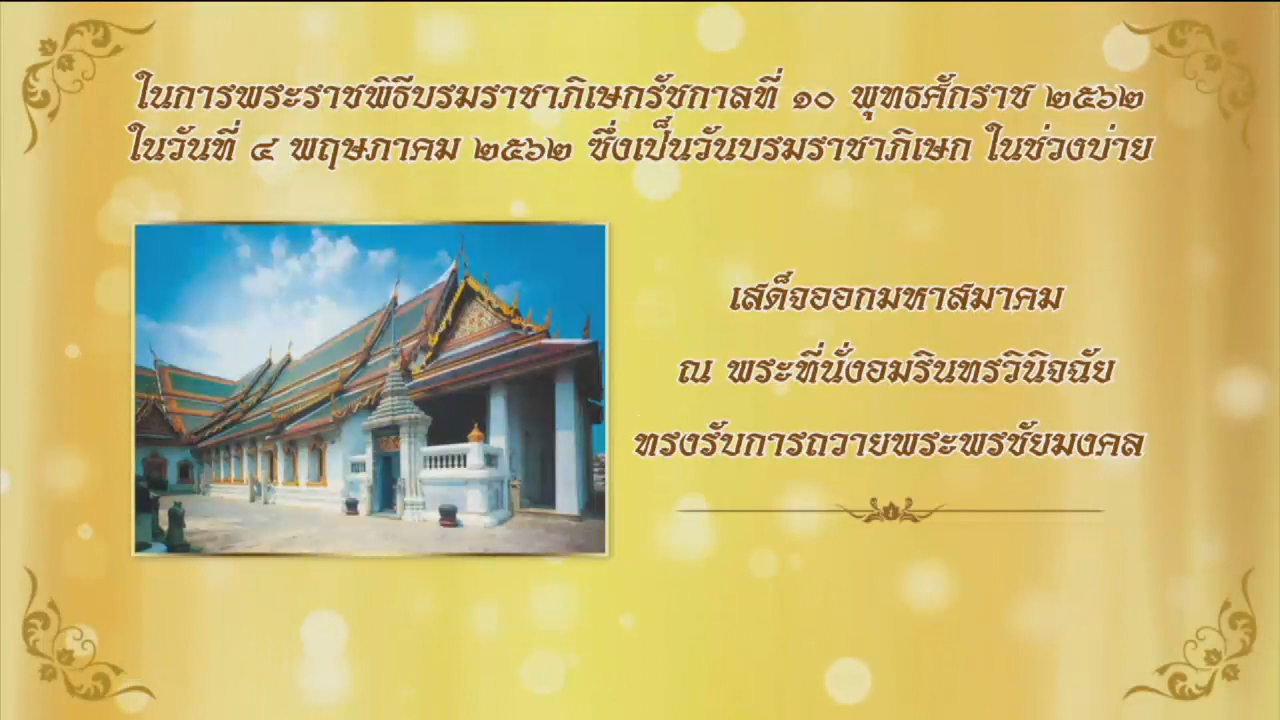 ในการพระราชพิธีบรมราชาภิเษกรัชกาลที่ ๑๐ พุทธศักราช ๒๕๖๒
ในวันที่ ๔ พฤษภาคม ๒๕๖๒ ซึ่งเป็นวันบรมราชาภิเษก ในช่วงบ่าย
เสด็จออกมหาสมาคม
ณ พระที่นั่งอมรินทรวินิจฉัย
ทรงรับการถวายพระพรชัยมงคล